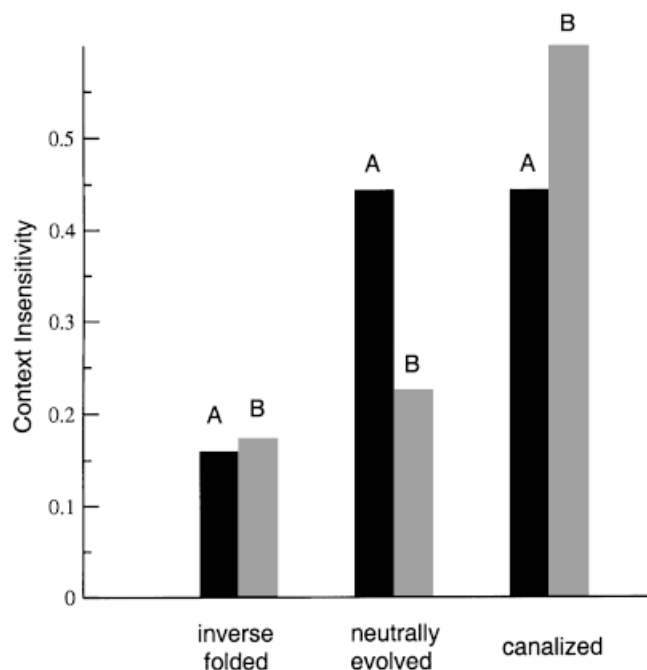 B
0.5
A
A
0.4
Context Insensitivity
0.3
B
0.2
A
B
0.1
0
inverse
folded
neutrally
evolved
canalized